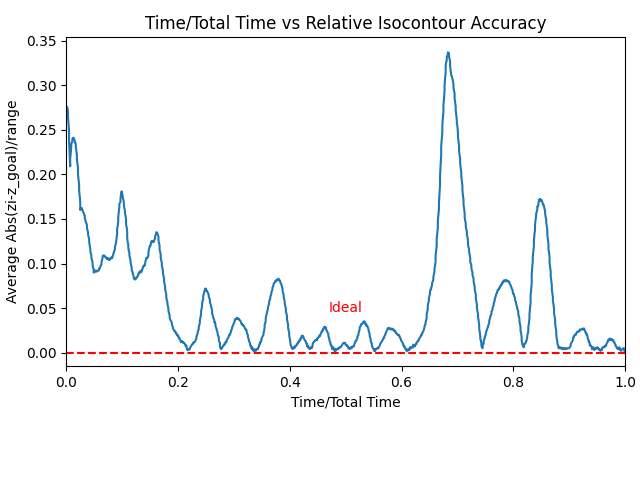 Time/Total Time vs Relative Isocontour Accuracy
Average Abs(zi-z_goal)/range
0.35
0.30
0.25
0.20
0.15
0.10
0.05
0.00
Ideal
0.0 0.2 0.4 0.6 0.8 1.0
Time/Total Time